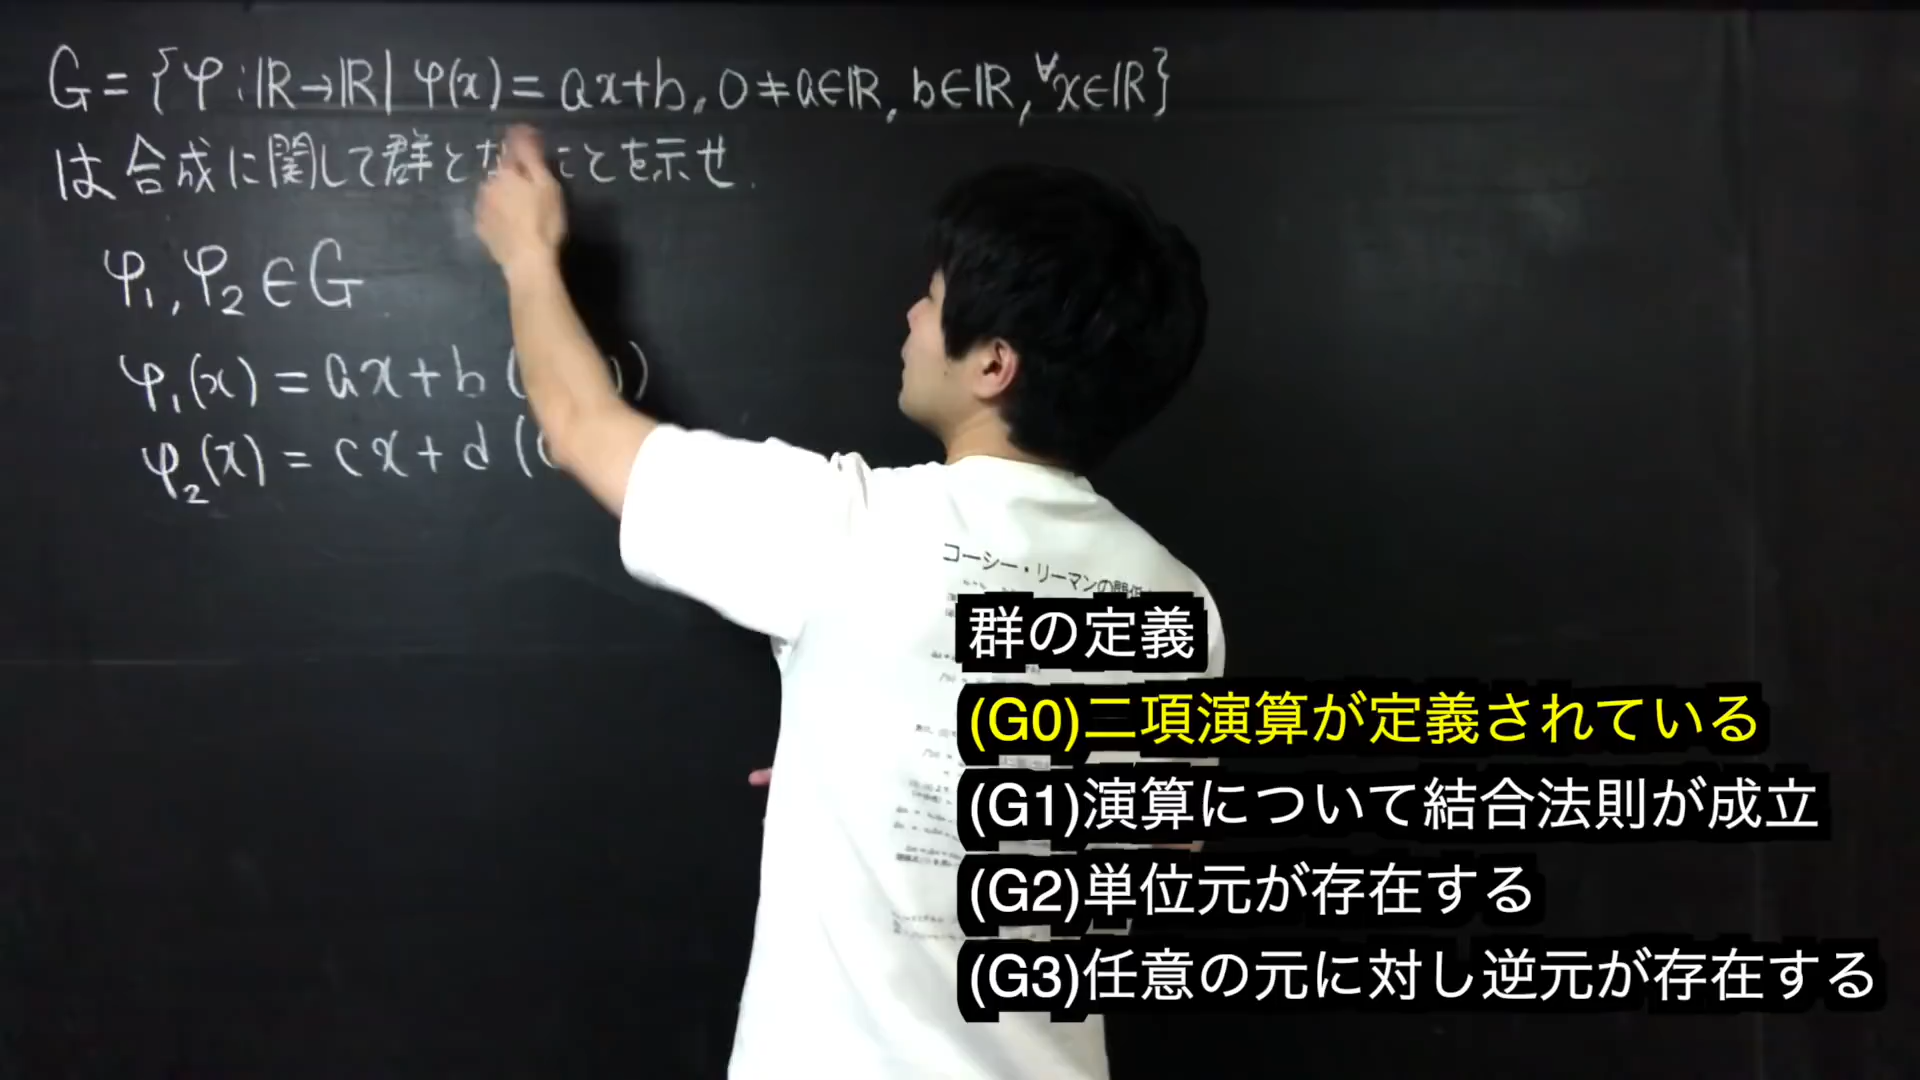 G = {φ : ℝ→ℝ | φ(x) = ax+b, 0≠a∈ℝ, b∈ℝ, ∀x∈ℝ}
は合成に関して群とな ことを示せ.
φ₁, φ₂ ∈ G
φ₁(x) = ax+b ( )
φ₂(x) = cx+d (
コーシー・リーマンの関係
群の定義
(G0)二項演算が定義されている
(G1)演算について結合法則が成立
(G2)単位元が存在する
(G3)任意の元に対し逆元が存在する